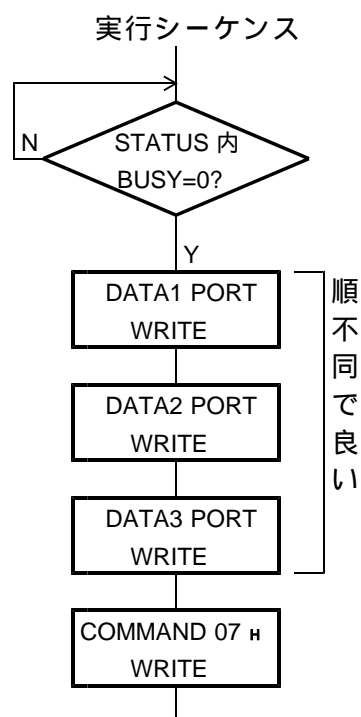 実行シーケンス
STATUS 内
BUSY=0?
N
Y
DATA1 PORT
WRITE
DATA2 PORT
WRITE
DATA3 PORT
WRITE
順不同で良い
COMMAND 07 H
WRITE